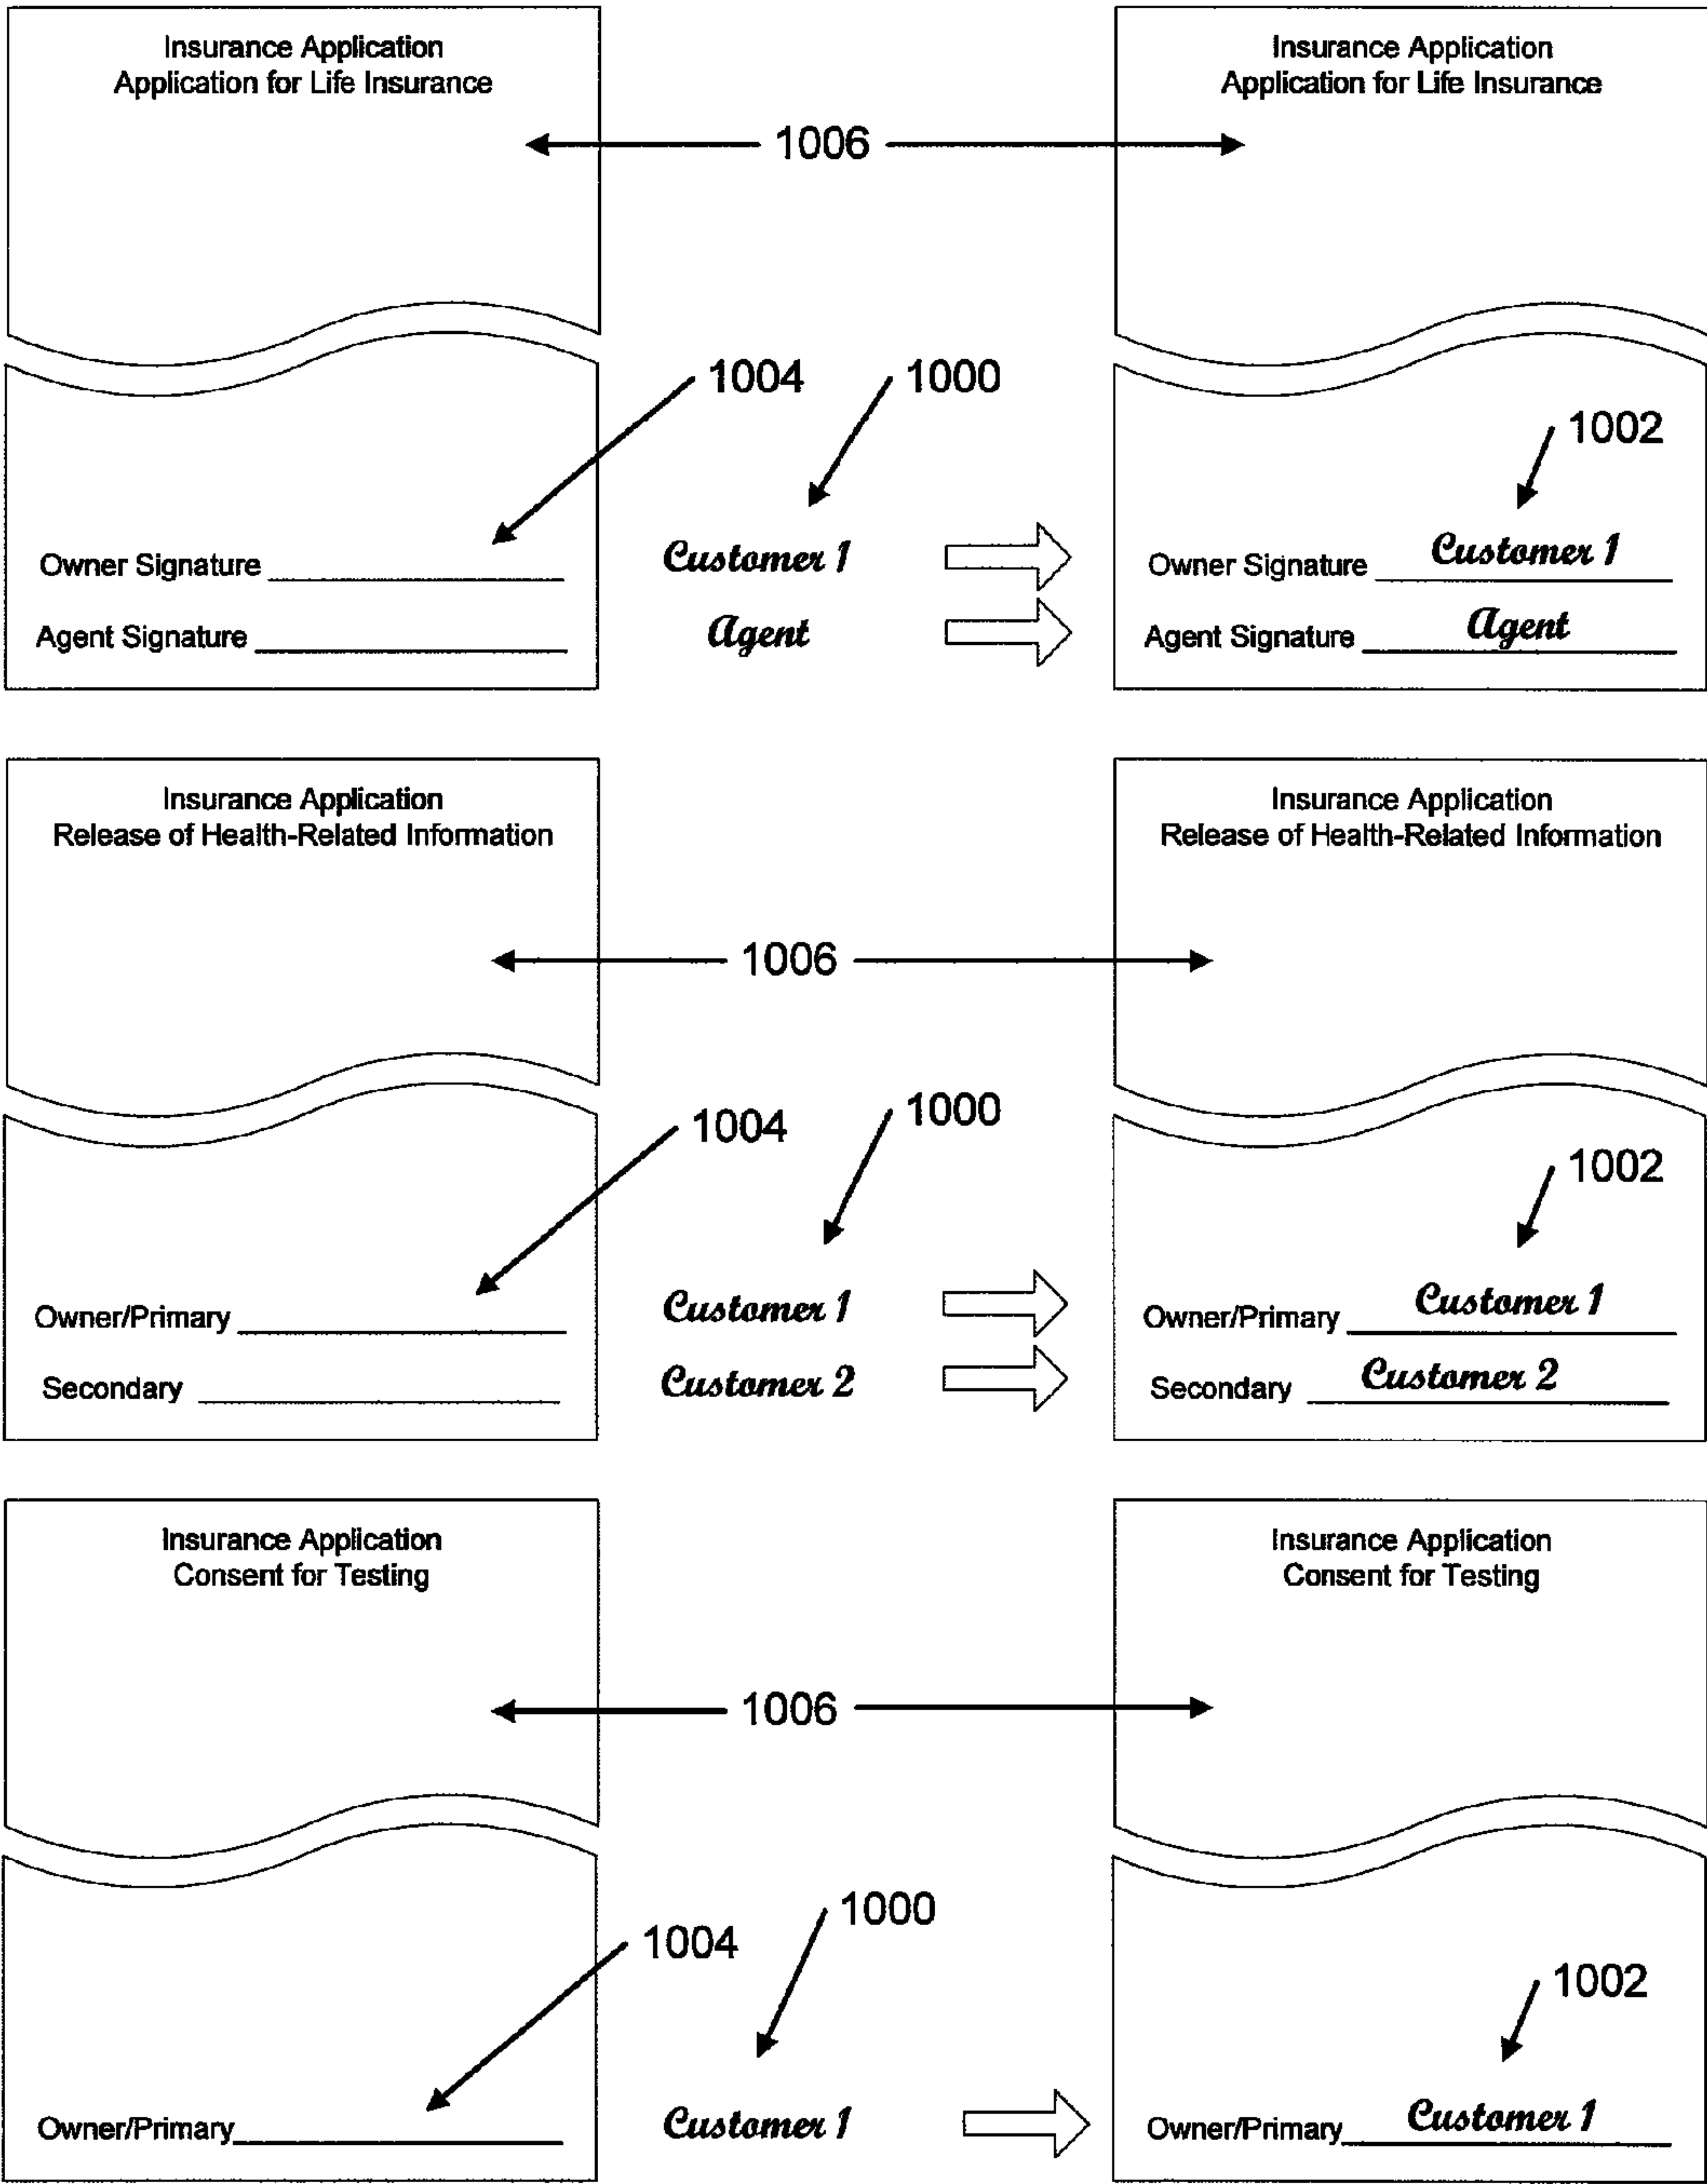 Insurance Application
Application for Life Insurance
Insurance Application
Application for Life Insurance
1006
1004
1000
1002
Owner Signature
Customer 1
Owner Signature Customer 1
Agent Signature
Agent
Agent Signature Agent
Insurance Application
Release of Health-Related Information
Insurance Application
Release of Health-Related Information
1006
1004
1000
1002
Owner/Primary
Customer 1
Owner/Primary Customer 1
Secondary
Customer 2
Secondary Customer 2
Insurance Application
Consent for Testing
Insurance Application
Consent for Testing
1006
1004
1000
1002
Owner/Primary
Customer 1
Owner/Primary Customer 1